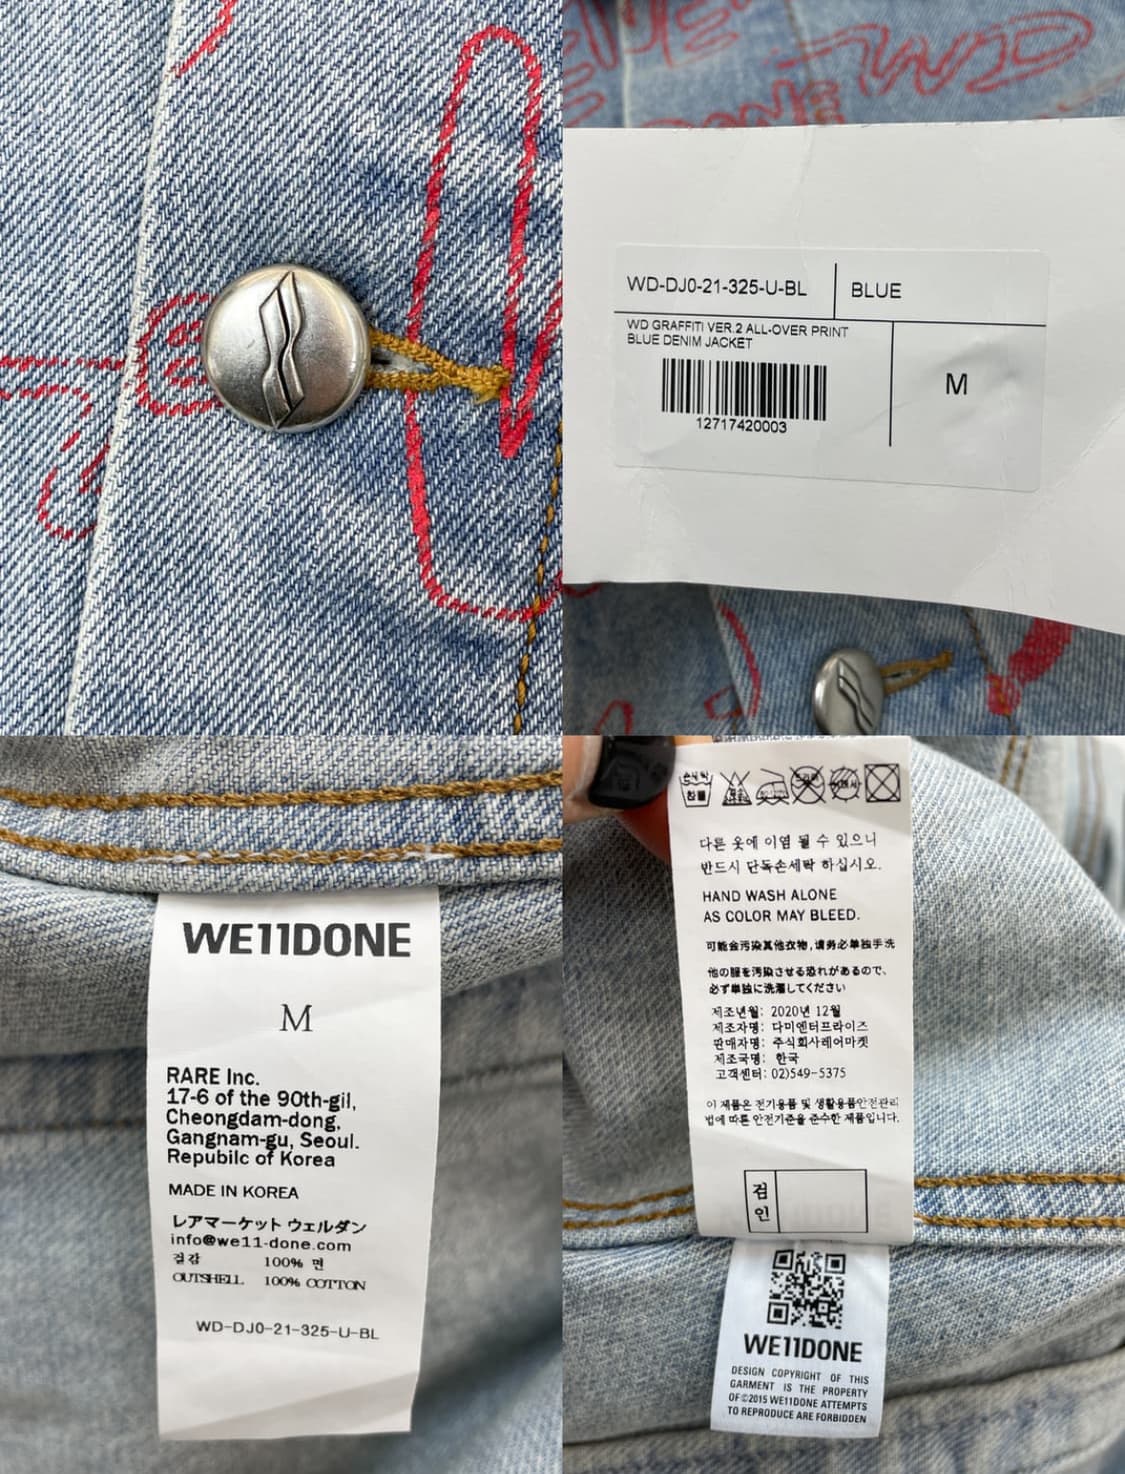 WD-DJ0-21-325-U-BL
BLUE
WD GRAFFITI VER.2 ALL-OVER PRINT
BLUE DENIM JACKET
M
12717420003
WE11DONE
M
RARE Inc.
17-6 of the 90th-gil,
Cheongdam-dong,
Gangnam-gu, Seoul.
Repubilc of Korea
MADE IN KOREA
レアマーケット ウェルダン
info@we11-done.com
겉감 100% 면
OUTSHELL 100% COTTON
WD-DJ0-21-325-U-BL
다른 옷에 이염 될 수 있으니
반드시 단독손세탁 하십시오.
HAND WASH ALONE
AS COLOR MAY BLEED.
可能会污染其他衣物,请务必单独手洗
他の服を汚染させる恐れがあるので、
必ず単独に洗濯してください
제조년월: 2020년 12월
제조자명: 다미엔터프라이즈
판매자명: 주식회사레어마켓
제조국명: 한국
고객센터: 02)549-5375
이 제품은 전기용품 및 생활용품안전관리
법에 따른 안전기준을 준수한 제품입니다.
검인
WE11DONE
DESIGN COPYRIGHT OF THIS
GARMENT IS THE PROPERTY
OF ©2015 WE11DONE ATTEMPTS
TO REPRODUCE ARE FORBIDDEN